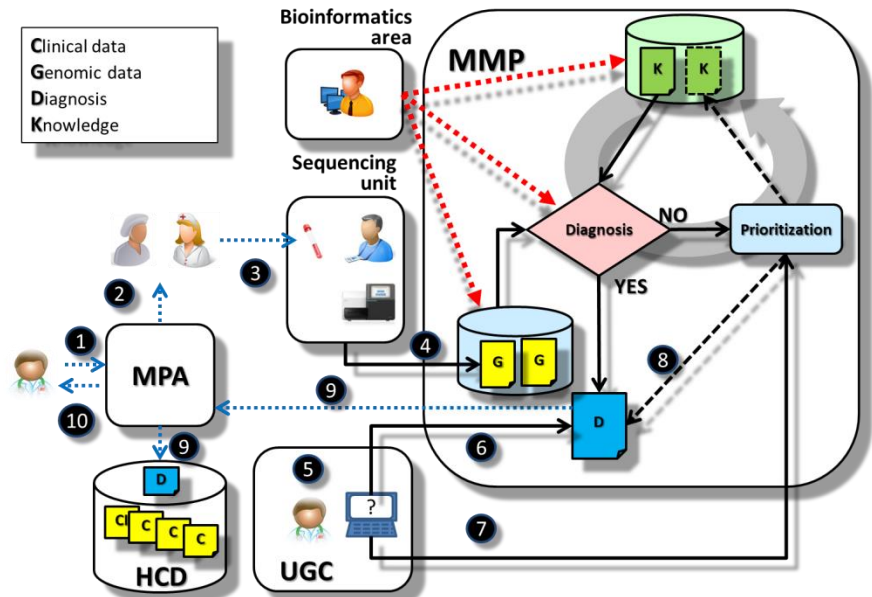 Clinical data
Genomic data
Diagnosis
Knowledge
Bioinformatics
area
MMP
K
K
Sequencing
unit
Diagnosis
NO
Prioritization
YES
3
2
1
MPA
4
G
G
8
9
10
D
9
6
5
D
?
7
C
C
C
C
HCD
UGC